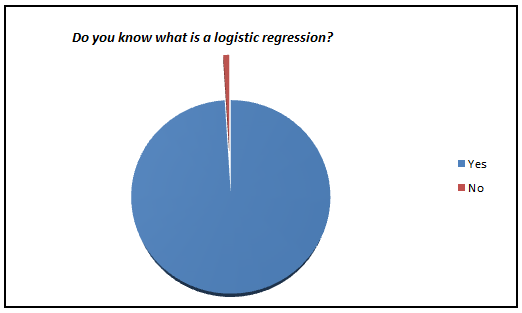 Do you know what is a logistic regression?
Yes
No